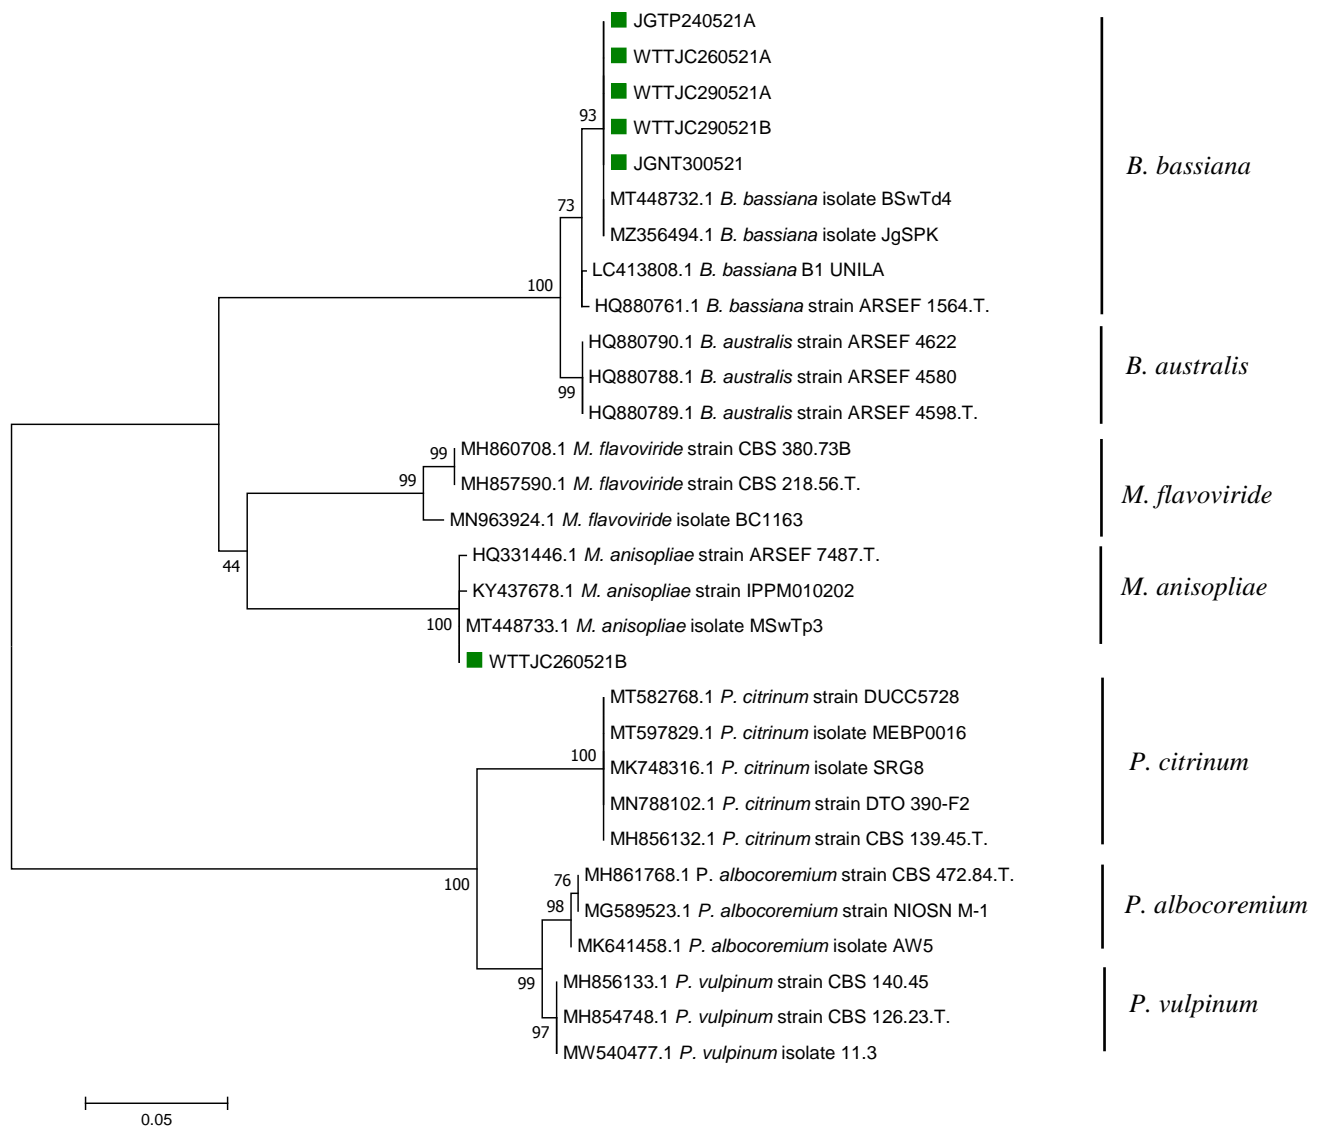 JGTP240521A
WTTJC260521A
WTTJC290521A
93
WTTJC290521B
JGNT300521
B. bassiana
MT448732.1 B. bassiana isolate BSwTd4
73
MZ356494.1 B. bassiana isolate JgSPK
LC413808.1 B. bassiana B1 UNILA
100
HQ880761.1 B. bassiana strain ARSEF 1564.T.
HQ880790.1 B. australis strain ARSEF 4622
B. australis
HQ880788.1 B. australis strain ARSEF 4580
99
HQ880789.1 B. australis strain ARSEF 4598.T.
MH860708.1 M. flavoviride strain CBS 380.73B
99
99
MH857590.1 M. flavoviride strain CBS 218.56.T.
M. flavoviride
MN963924.1 M. flavoviride isolate BC1163
HQ331446.1 M. anisopliae strain ARSEF 7487.T.
44
KY437678.1 M. anisopliae strain IPPM010202
M. anisopliae
MT448733.1 M. anisopliae isolate MSwTp3
100
WTTJC260521B
MT582768.1 P. citrinum strain DUCC5728
MT597829.1 P. citrinum isolate MEBP0016
100
P. citrinum
MK748316.1 P. citrinum isolate SRG8
MN788102.1 P. citrinum strain DTO 390-F2
MH856132.1 P. citrinum strain CBS 139.45.T.
MH861768.1 P. albocoremium strain CBS 472.84.T.
76
100
98
MG589523.1 P. albocoremium strain NIOSN M-1
P. albocoremium
MK641458.1 P. albocoremium isolate AW5
99
MH856133.1 P. vulpinum strain CBS 140.45
P. vulpinum
MH854748.1 P. vulpinum strain CBS 126.23.T.
97
MW540477.1 P. vulpinum isolate 11.3
0.05